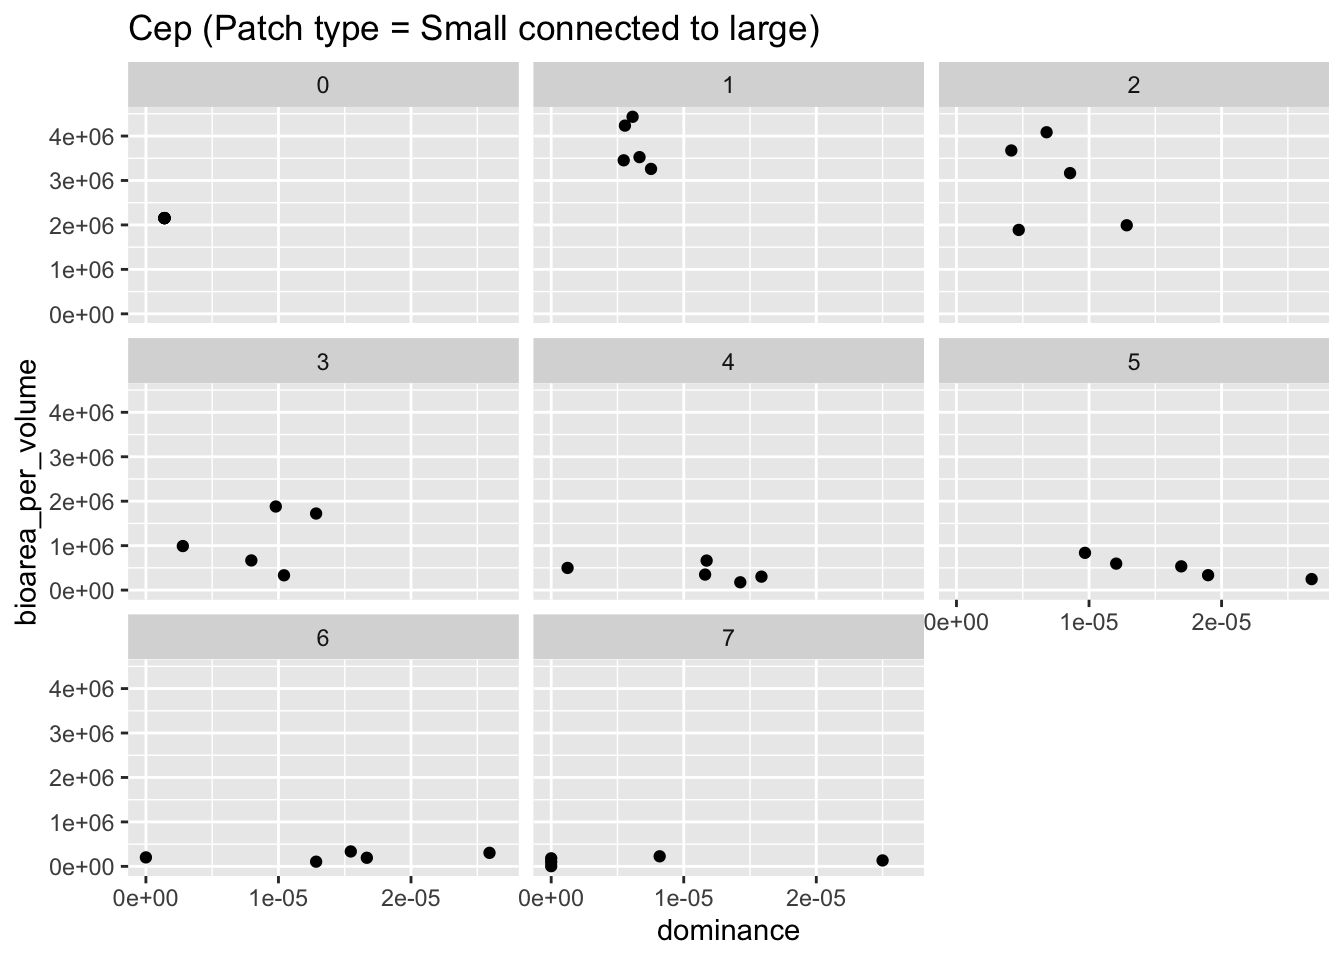 Cep (Patch type = Small connected to large)
0 1 2
4e+06
3e+06
2e+06
1e+06
0e+00
3 4 5
4e+06
3e+06
2e+06
1e+06
0e+00
0e+00 1e-05 2e-05
6 7
4e+06
3e+06
2e+06
1e+06
0e+00
0e+00 1e-05 2e-05 0e+00 1e-05 2e-05
dominance
bioarea_per_volume